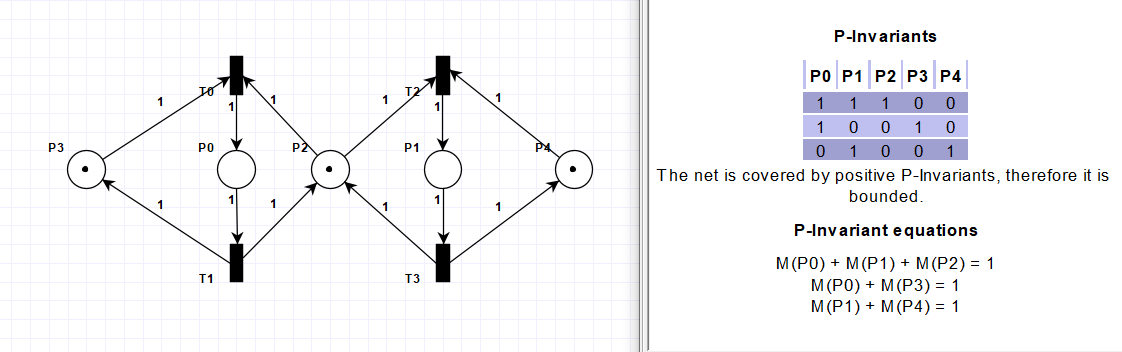 T0
1
1
1
P3
P0
P2
1
1
1
T1
T2
1
1
1
P1
P4
1
1
1
T3
P-Invariants
P0 P1 P2 P3 P4
1 1 1 0 0
1 0 0 1 0
0 1 0 0 1
The net is covered by positive P-Invariants, therefore it is
bounded.
P-Invariant equations
M(P0) + M(P1) + M(P2) = 1
M(P0) + M(P3) = 1
M(P1) + M(P4) = 1